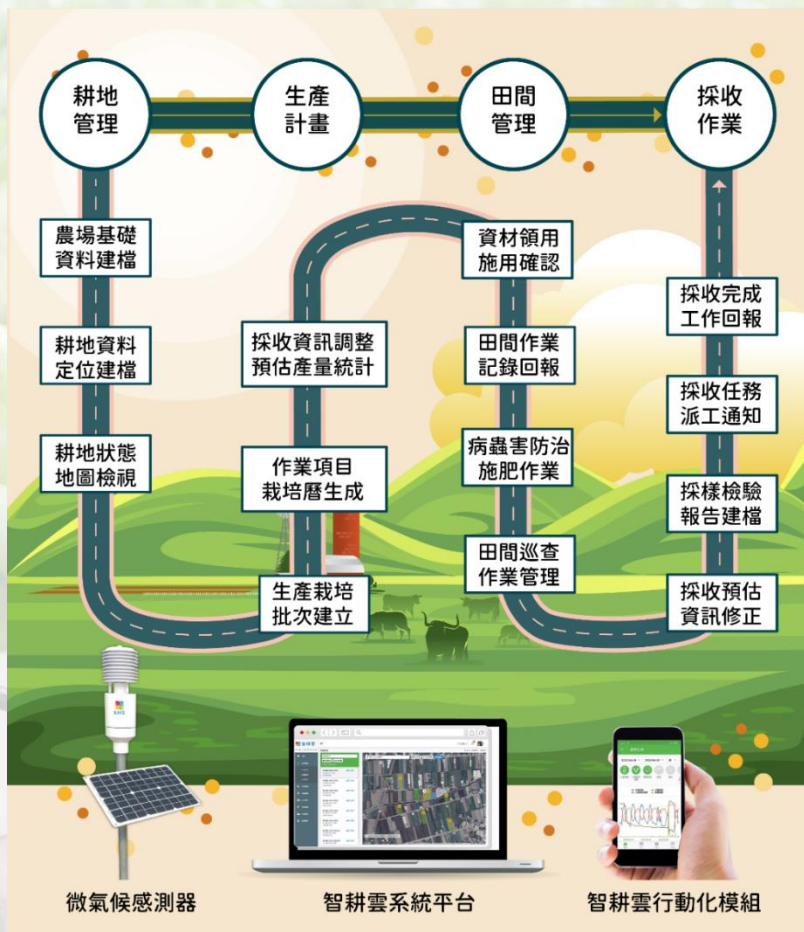 耕地
管理
生產
計畫
田間
管理
採收
作業
農場基礎
資料建檔
耕地資料
定位建檔
耕地狀態
地圖檢視
採收資訊調整
預估產量統計
作業項目
栽培曆生成
生產栽培
批次建立
資材領用
施用確認
田間作業
記錄回報
病蟲害防治
施肥作業
田間巡查
作業管理
採收完成
工作回報
採收任務
派工通知
採樣檢驗
報告建檔
採收預估
資訊修正
微氣候感測器
智耕雲系統平台
智耕雲行動化模組